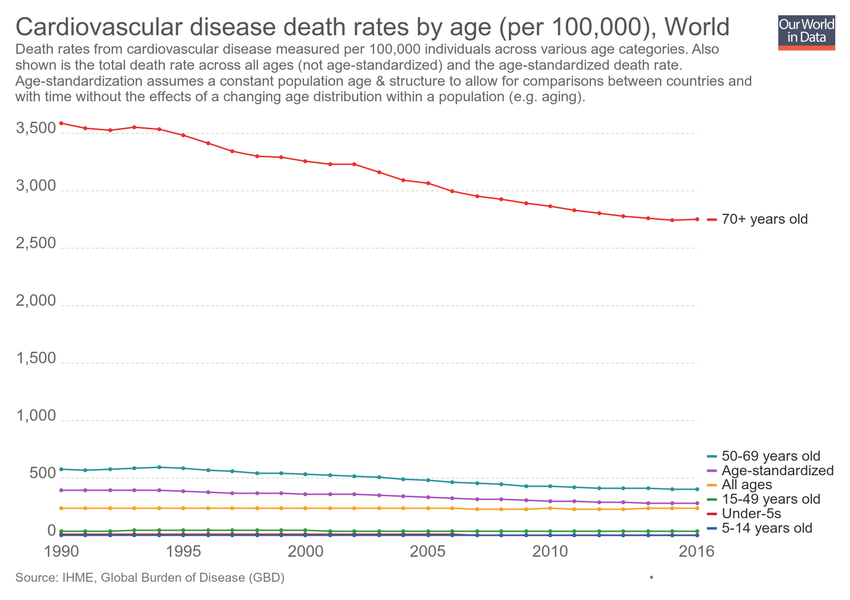 Cardiovascular disease death rates by age (per 100,000), World
Our World
in Data
Death rates from cardiovascular disease measured per 100,000 individuals across various age categories. Also
shown is the total death rate across all ages (not age-standardized) and the age-standardized death rate.
Age-standardization assumes a constant population age & structure to allow for comparisons between countries and
with time without the effects of a changing age distribution within a population (e.g. aging).
3,500
3,000
2,500
2,000
1,500
1,000
500
0
70+ years old
50-69 years old
Age-standardized
All ages
15-49 years old
Under-5s
5-14 years old
1990 1995 2000 2005 2010 2016
Source: IHME, Global Burden of Disease (GBD)